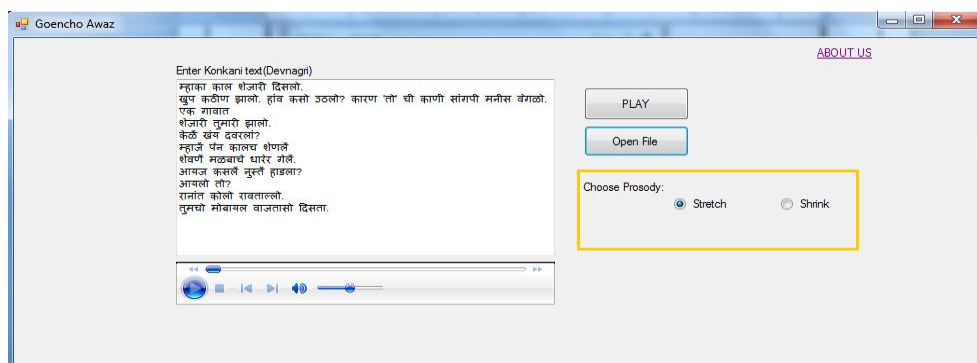 Goencho Awaz
ABOUT US
Enter Konkani text(Devnagri)
म्हाका काल शेजारी दिसलो.
खुप कठीण झालो. हांव कसो उठलो? कारण 'तो' ची काणी सांगपी मनीस वेगळो.
एक गावात
शेजारी तुमारी झालो.
केळें खंय दवरलां?
म्हाजें पॅन कालच शेणलें
शेवणें मळबाचे धारेर गेलें.
आयज कसलें नुस्तें हाडला?
आयलो तो?
रानांत कोलो रावताल्लो.
तुमचो मोबायल वाजतासो दिसता.
PLAY
Open File
Choose Prosody:
Stretch
Shrink